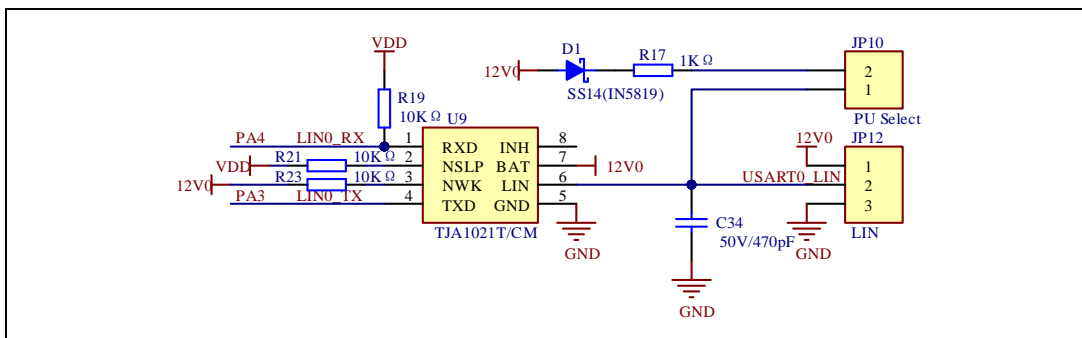 VDD
D1
12V0
R17
1KΩ
SS14(IN5819)
JP10
2
1
PU Select
R19
10KΩ
U9
PA4
LIN0_RX
1
RXD
INH
8
R21
10KΩ
2
NSLP
BAT
7
12V0
VDD
R23
10KΩ
3
NWK
LIN
6
12V0
PA3
LIN0_TX
4
TXD
GND
5
TJA1021T/CM
GND
C34
50V/470pF
GND
12V0
JP12
1
USART0_LIN
2
3
GND
LIN